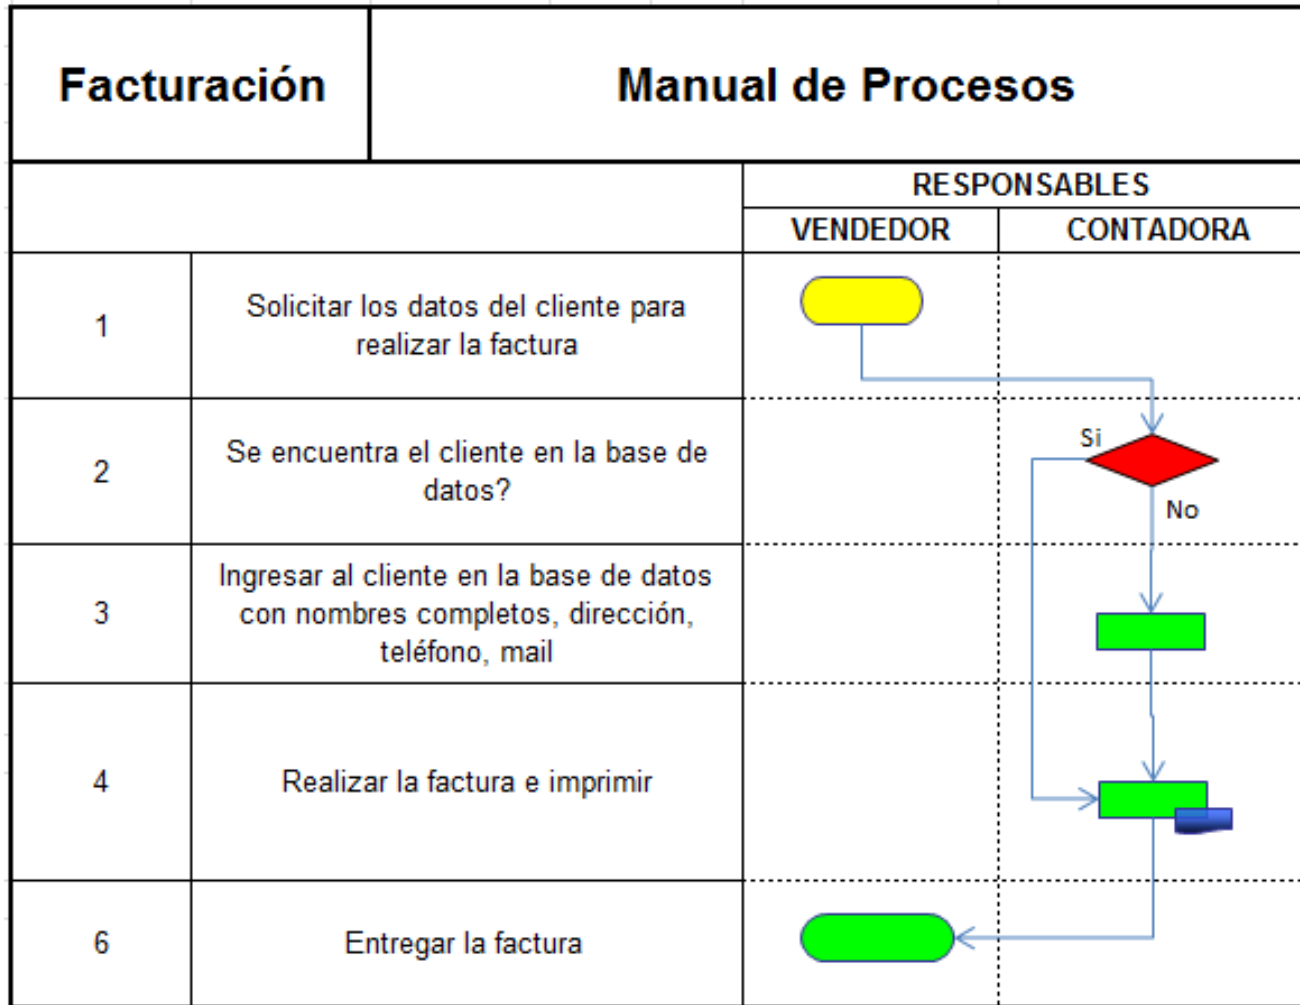 Facturación
Manual de Procesos
RESPONSABLES
VENDEDOR
CONTADORA
1
Solicitar los datos del cliente para
realizar la factura
2
Se encuentra el cliente en la base de
datos?
Si
No
3
Ingresar al cliente en la base de datos
con nombres completos, dirección,
teléfono, mail
4
Realizar la factura e imprimir
6
Entregar la factura